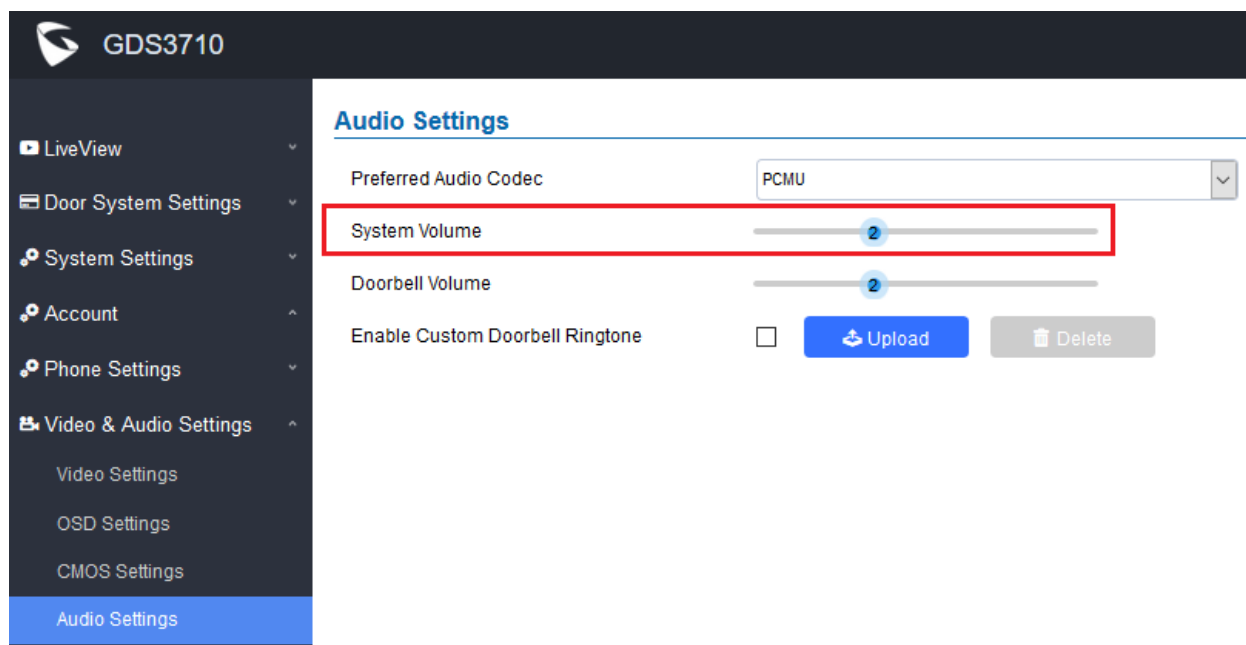 GDS3710
LiveView
Door System Settings
System Settings
Account
Phone Settings
Video & Audio Settings
Video Settings
OSD Settings
CMOS Settings
Audio Settings
Audio Settings
Preferred Audio Codec PCMU
System Volume 2
Doorbell Volume 2
Enable Custom Doorbell Ringtone Upload Delete